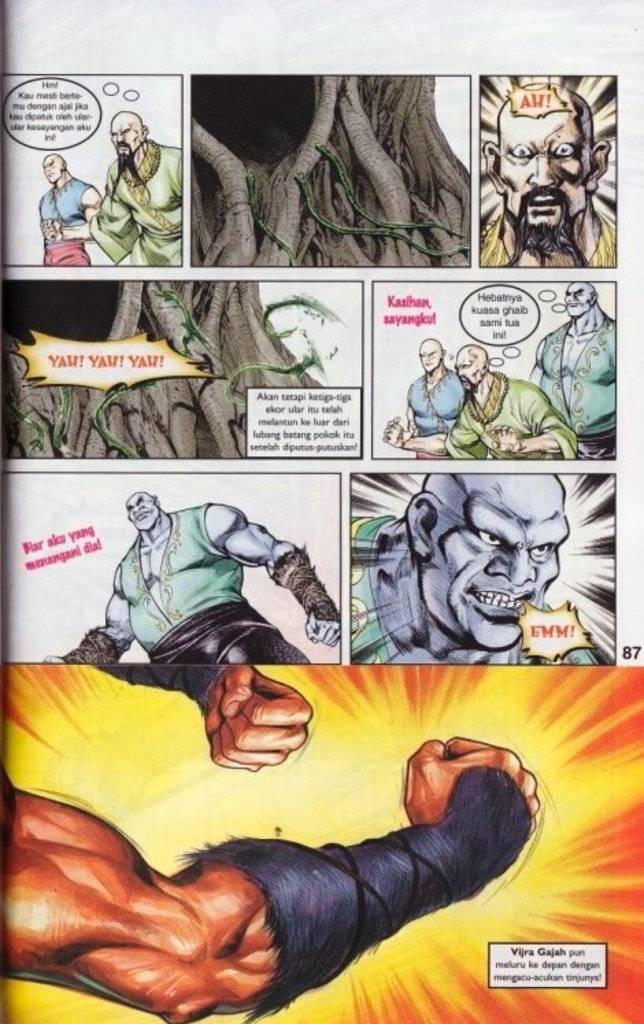 Hm!
Kau mesti berte-
mu dengan ajal jika
kau dipatuk oleh ular-
ular kesayangan aku
ini!
AH!
YAH! YAH! YAH!
Akan tetapi ketiga-tiga
ekor ular itu telah
melantun ke luar dari
lubang batang pokok itu
setelah diputus-putuskan!
Kasihan,
sayangku!
Hebatnya
kuasa ghaib
sami tua
ini!
Biar aku yang
menangani dia!
EMM!
87
Vijra Gajah pun
meluru ke depan dengan
mengacu-acukan tinjunya!